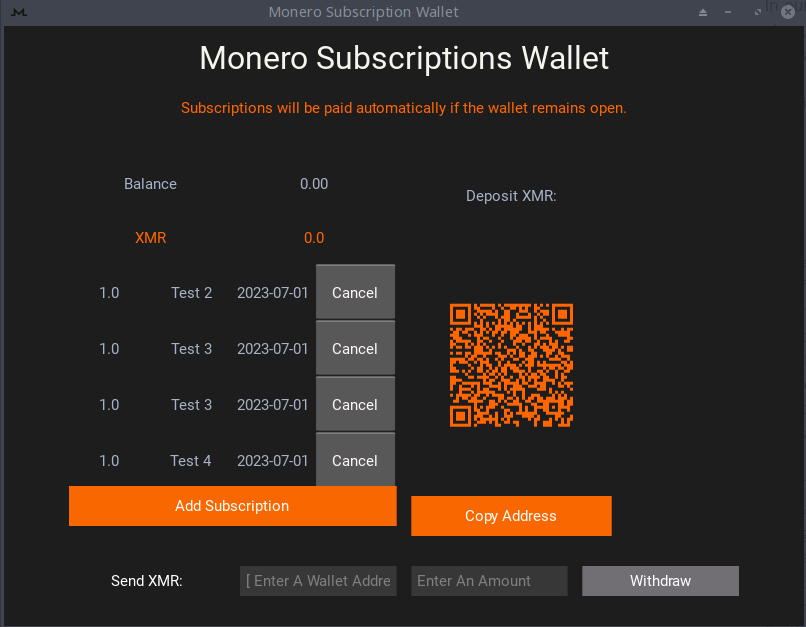 Monero Subscription Wallet
Monero Subscriptions Wallet
Subscriptions will be paid automatically if the wallet remains open.
Balance 0.00
Deposit XMR:
XMR 0.0
1.0 Test 2 2023-07-01 Cancel
1.0 Test 3 2023-07-01 Cancel
1.0 Test 3 2023-07-01 Cancel
1.0 Test 4 2023-07-01 Cancel
Add Subscription
Copy Address
Send XMR: [ Enter A Wallet Addre Enter An Amount Withdraw